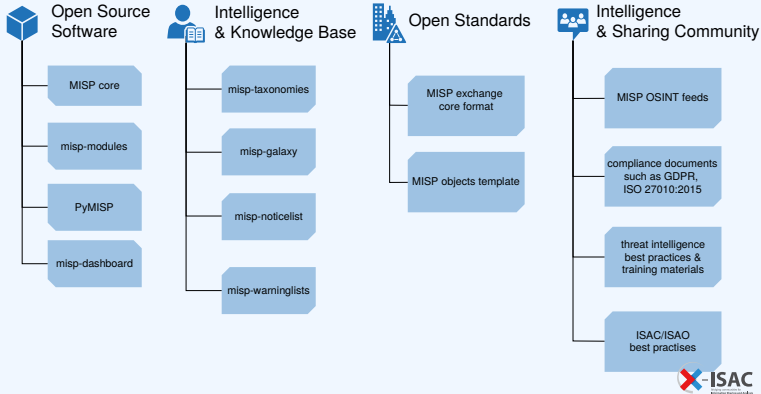 Open Source
Software
MISP core
misp-modules
PyMISP
misp-dashboard
Intelligence
& Knowledge Base
misp-taxonomies
misp-galaxy
misp-noticelist
misp-warninglists
Open Standards
MISP exchange
core format
MISP objects template
Intelligence
& Sharing Community
MISP OSINT feeds
compliance documents
such as GDPR,
ISO 27010:2015
threat intelligence
best practices &
training materials
ISAC/ISAO
best practises
X-ISAC